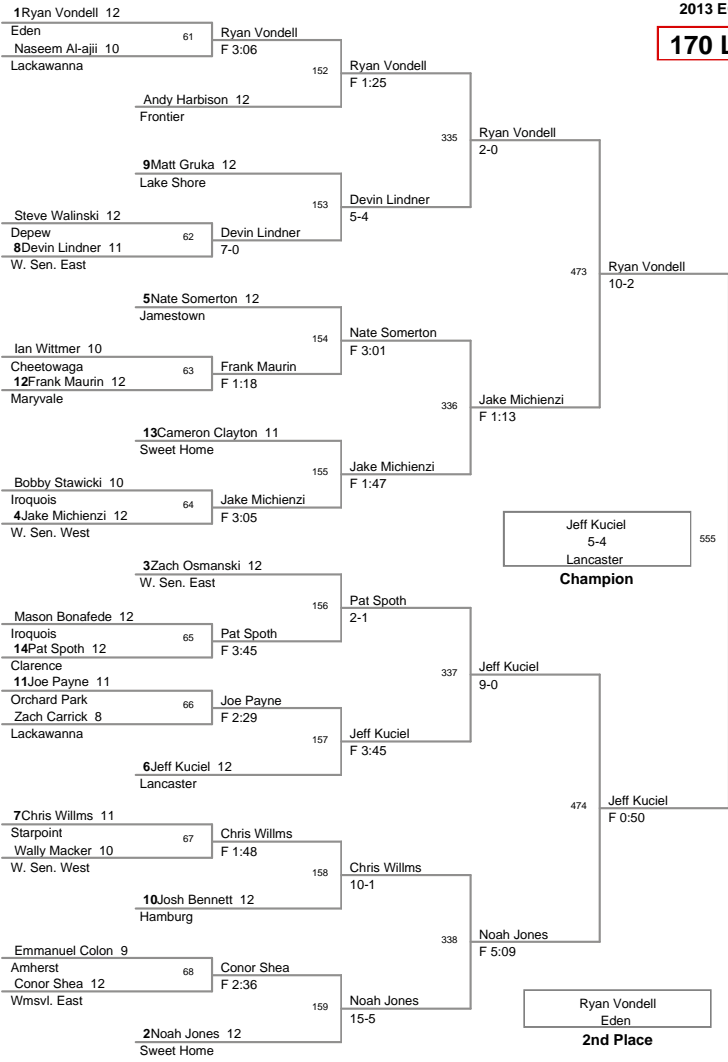 2013 E
170 L
1Ryan Vondell 12
Eden
61
Naseem Al-ajii 10
Lackawanna
Ryan Vondell
F 3:06
152
Andy Harbison 12
Frontier
Ryan Vondell
F 1:25
335
9Matt Gruka 12
Lake Shore
153
Steve Walinski 12
Depew
62
8Devin Lindner 11
W. Sen. East
Devin Lindner
7-0
Devin Lindner
5-4
Ryan Vondell
2-0
473
5Nate Somerton 12
Jamestown
154
Ian Wittmer 10
Cheetowaga
63
12Frank Maurin 12
Maryvale
Frank Maurin
F 1:18
Nate Somerton
F 3:01
336
13Cameron Clayton 11
Sweet Home
155
Bobby Stawicki 10
Iroquois
64
4Jake Michienzi 12
W. Sen. West
Jake Michienzi
F 3:05
Jake Michienzi
F 1:47
Jake Michienzi
F 1:13
Ryan Vondell
10-2
Jeff Kuciel
5-4
Lancaster
555
Champion
3Zach Osmanski 12
W. Sen. East
156
Mason Bonafede 12
Iroquois
65
14Pat Spoth 12
Clarence
Pat Spoth
F 3:45
Pat Spoth
2-1
337
11Joe Payne 11
Orchard Park
66
Zach Carrick 8
Lackawanna
Joe Payne
F 2:29
157
6Jeff Kuciel 12
Lancaster
Jeff Kuciel
F 3:45
Jeff Kuciel
9-0
474
7Chris Willms 11
Starpoint
67
Wally Macker 10
W. Sen. West
Chris Willms
F 1:48
158
10Josh Bennett 12
Hamburg
Chris Willms
10-1
338
Emmanuel Colon 9
Amherst
68
Conor Shea 12
Wmsvl. East
Conor Shea
F 2:36
159
2Noah Jones 12
Sweet Home
Noah Jones
15-5
Noah Jones
F 5:09
Jeff Kuciel
F 0:50
Ryan Vondell
Eden
2nd Place